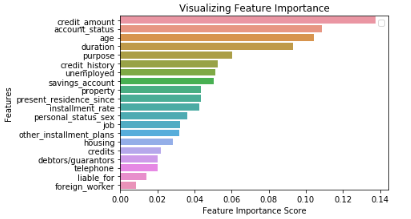 Visualizing Feature Importance
credit_amount
account_status
age
duration
purpose
credit_history
unemployed
savings_account
property
present_residence_since
installment_rate
personal_status_sex
job
other_installment_plans
housing
credits
debtors/guarantors
telephone
liable_for
foreign_worker
Features
0.00 0.02 0.04 0.06 0.08 0.10 0.12 0.14
Feature Importance Score